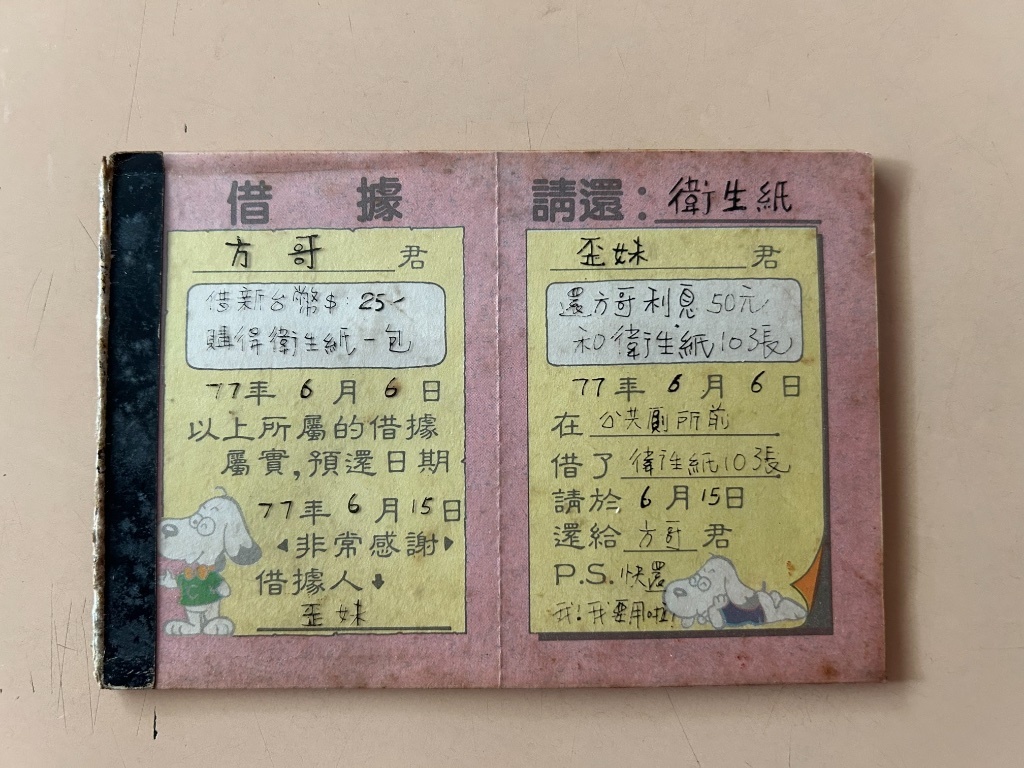 借據
方哥君
借新台幣$:25
購得衛生紙一包
77年6月6日
以上所屬的借據
屬實,預還日期
77年6月15日
非常感謝
借據人
歪妹
請還:衛生紙
歪妹君
還方哥利息50元
和衛生紙10張
77年6月6日
在公共厠所前
借了衛生紙10張
請於6月15日
還給方哥君
P.S.快還
我!我要用啦!